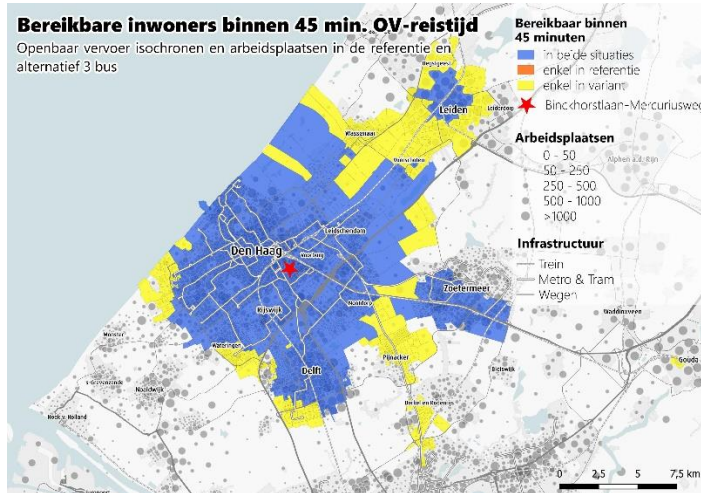 Bereikbare inwoners binnen 45 min. OV-reistijd
Openbaar vervoer isochronen en arbeidsplaatsen in de referentie en
alternatief 3 bus
Bereikbaar binnen
45 minuten
in beide situaties
enkel in referentie
enkel in variant
Binckhorstlaan-Mercuriusweg
Arbeidsplaatsen
0 - 50
50 - 250
250 - 500
500 - 1000
>1000
Infrastructuur
Trein
Metro & Tram
Wegen
Oegstgeest
Leiden
Leiderdorp
Wassenaar
Voorschoten
Alphen a.d. Rijn
Leidschendam
Den Haag
Voorburg
Zoetermeer
Rijswijk
Nootdorp
Waddinxveen
Monster
Wateringen
Pijnacker
Gouda
Delft
's-Gravenzande
Naaldwijk
Bleiswijk
Hoek v. Holland
Berkel en Rodenrijs
0 2,5 5 7,5 km